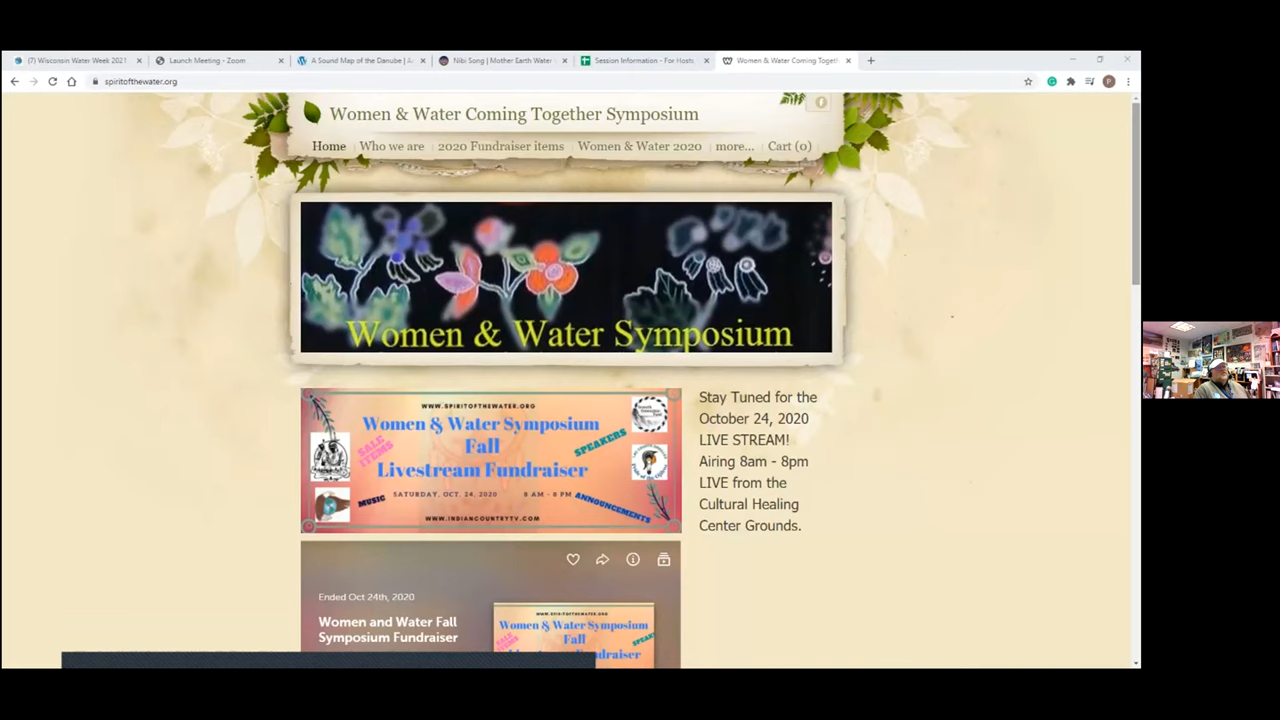 (7) Wisconsin Water Week 2021
Launch Meeting - Zoom
A Sound Map of the Danube | A
Nibi Song | Mother Earth Water
Session Information - For Hosts
Women & Water Coming Togeth
spiritofthewater.org
P
Women & Water Coming Together Symposium
Home
Who we are
2020 Fundraiser items
Women & Water 2020
more...
Cart (0)
Women & Water Symposium
WWW.SPIRITOFTHEWATER.ORG
Women & Water Symposium
Fall
Livestream Fundraiser
SALE ITEMS
SPEAKERS
MUSIC
SATURDAY, OCT. 24, 2020
8 AM - 8 PM
ANNOUNCEMENTS
WWW.INDIANCOUNTRYTV.COM
Stay Tuned for the
October 24, 2020
LIVE STREAM!
Airing 8am - 8pm
LIVE from the
Cultural Healing
Center Grounds.
Ended Oct 24th, 2020
Women and Water Fall
Symposium Fundraiser
WWW.SPIRITOFTHEWATER.ORG
Women & Water Symposium
Fall